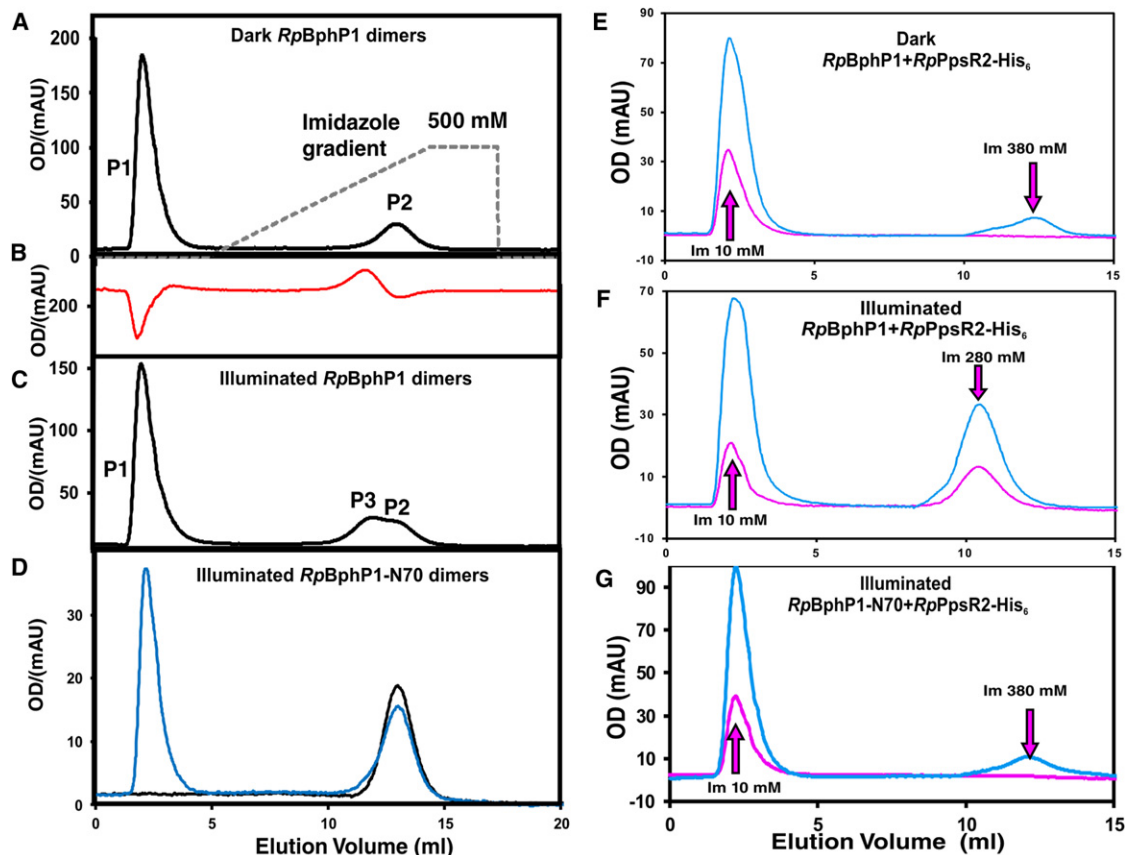 A
Dark RpBphP1 dimers
200
150
100
50
0
OD/(mAU)
P1
Imidazole
gradient
500 mM
P2
B
200
OD/(mAU)
C
Illuminated RpBphP1 dimers
150
100
50
OD/(mAU)
P1
P3
P2
D
Illuminated RpBphP1-N70 dimers
30
20
10
0
OD/(mAU)
0 5 10 15 20
Elution Volume (ml)
E
Dark
RpBphP1+RpPpsR2-His6
90
70
50
30
10
-10
OD (mAU)
Im 380 mM
Im 10 mM
0 5 10 15
F
Illuminated
RpBphP1+RpPpsR2-His6
70
50
30
10
-10
OD (mAU)
Im 280 mM
Im 10 mM
0 5 10 15
G
Illuminated
RpBphP1-N70+RpPpsR2-His6
90
70
50
30
10
-10
OD (mAU)
Im 380 mM
Im 10 mM
0 5 10 15
Elution Volume (ml)